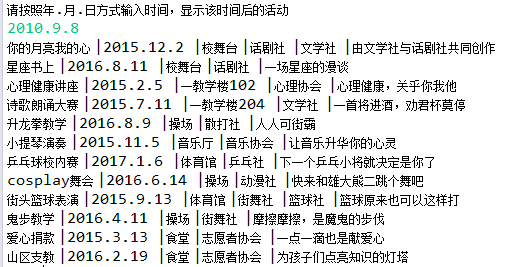 请按照年.月.日方式输入时间，显示该时间后的活动
2010.9.8
你的月亮我的心 |2015.12.2 |校舞台 |话剧社 |文学社 |由文学社与话剧社共同创作
星座书上 |2016.8.11 |校舞台 |话剧社 |一场星座的漫谈
心理健康讲座 |2015.2.5 |一教学楼102 |心理协会 |心理健康，关乎你我他
诗歌朗诵大赛 |2015.7.11 |一教学楼204 |文学社 |一首将进酒，劝君杯莫停
升龙拳教学 |2016.8.9 |操场 |散打社 |人人可街霸
小提琴演奏 |2015.11.5 |音乐厅 |音乐协会 |让音乐升华你的心灵
乒乓球校内赛 |2017.1.6 |体育馆 |乒乓社 |下一个乒乓小将就决定是你了
cosplay舞会 |2016.6.14 |操场 |动漫社 |快来和雄大熊二跳个舞吧
街头篮球表演 |2015.9.13 |体育馆 |街舞社 |篮球社 |篮球原来也可以这样打
鬼步教学 |2016.4.11 |操场 |街舞社 |摩擦摩擦，是魔鬼的步伐
爱心捐款 |2015.3.13 |食堂 |志愿者协会 |一点一滴也是献爱心
山区支教 |2016.2.19 |食堂 |志愿者协会 |为孩子们点亮知识的灯塔